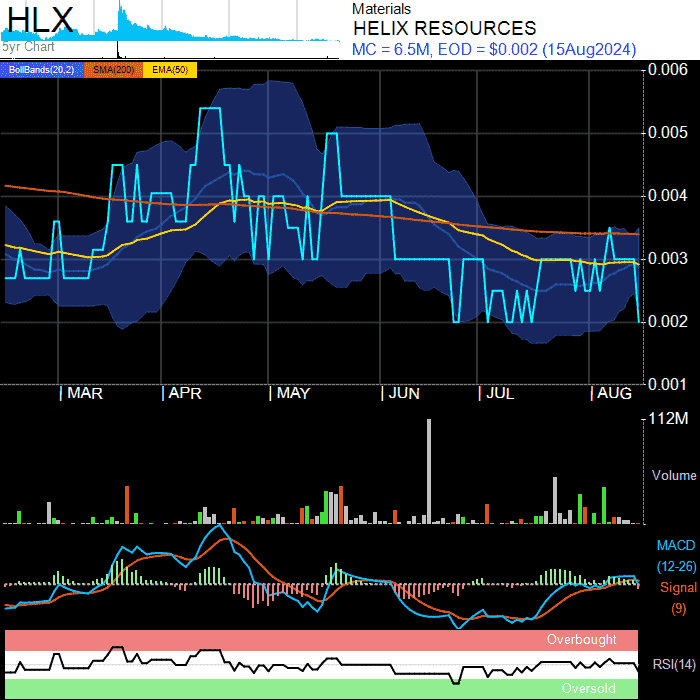 HLX
5yr Chart
Materials
HELIX RESOURCES
MC = 6.5M, EOD = $0.002 (15Aug2024)
BollBands(20,2) SMA(200) EMA(50)
0.006
0.005
0.004
0.003
0.002
0.001
MAR APR MAY JUN JUL AUG
112M
Volume
MACD
(12-26)
Signal
(9)
Overbought
RSI(14)
Oversold